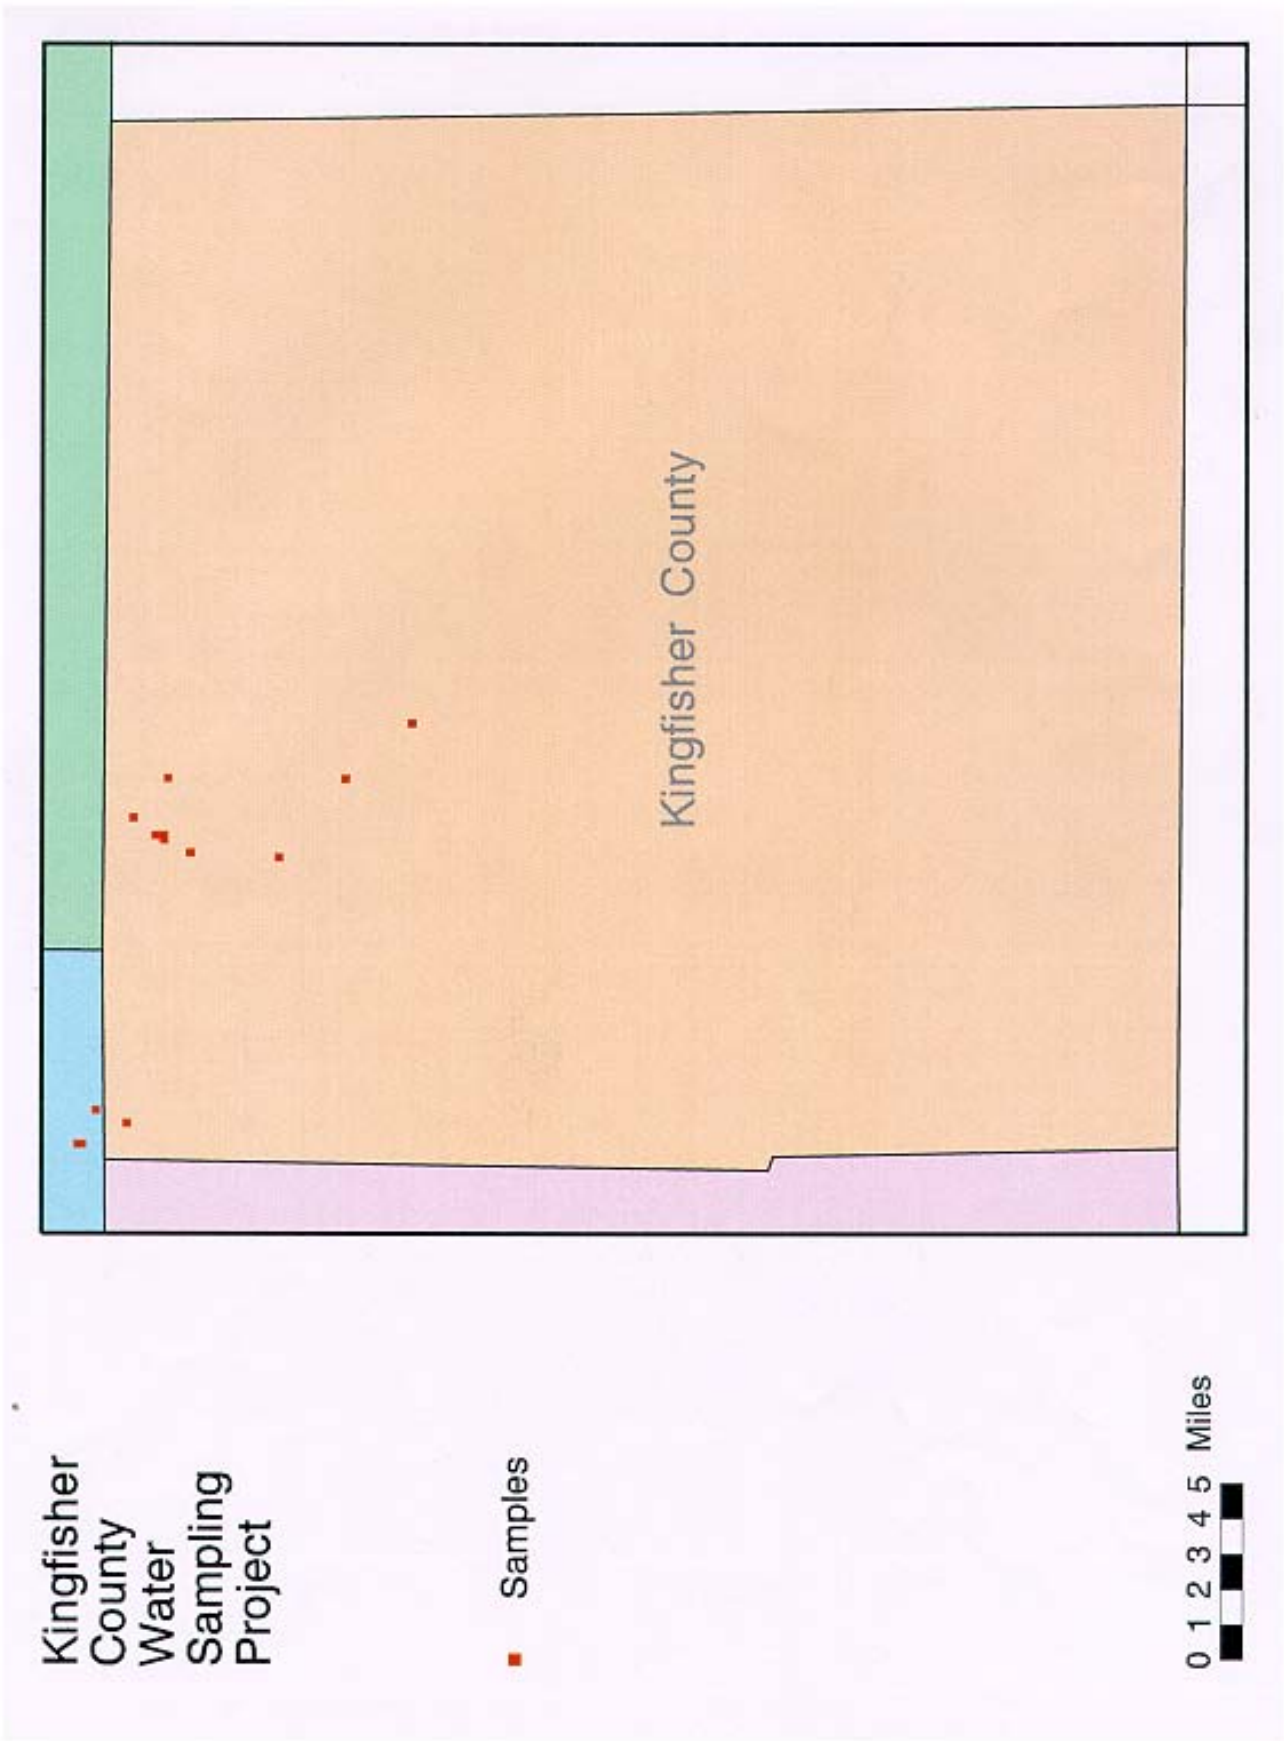 Kingfisher
County
Water
Sampling
Project
Samples
0 1 2 3 4 5 Miles
Kingfisher County